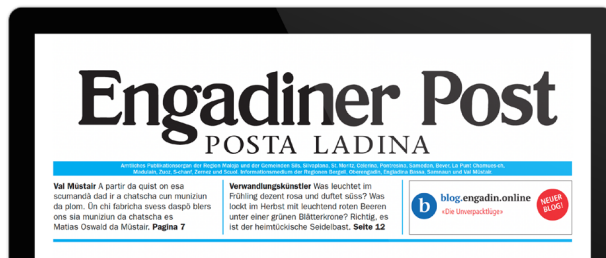 Engadiner Post
POSTA LADINA
Amtliches Publikationsorgan der Region Maloja und der Gemeinden Sils, Silvaplana, St. Moritz, Celerina, Pontresina, Samedan, Bever, La Punt Chamues-ch,
Madulain, Zuoz, S-chanf, Zernez und Scuol. Informationsmedium der Regionen Bergell, Oberengadin, Engiadina Bassa, Samnaun und Val Müstair
Val Müstair A partir da quist on esa
scumandà dad ir a chatscha cun muniziun
da plom. Ün chi fabricha svess daspö blers
ons sia muniziun da chatscha es
Matias Oswald da Müstair. Pagina 7
Verwandlungskünstler Was leuchtet im
Frühling dezent rosa und duftet süss? Was
lockt im Herbst mit leuchtend roten Beeren
unter einer grünen Blätterkrone? Richtig, es
ist der heimtückische Seidelbast. Seite 12
b
blog.engadin.online
«Die Unverpacktlüge»
NEUER
BLOG!